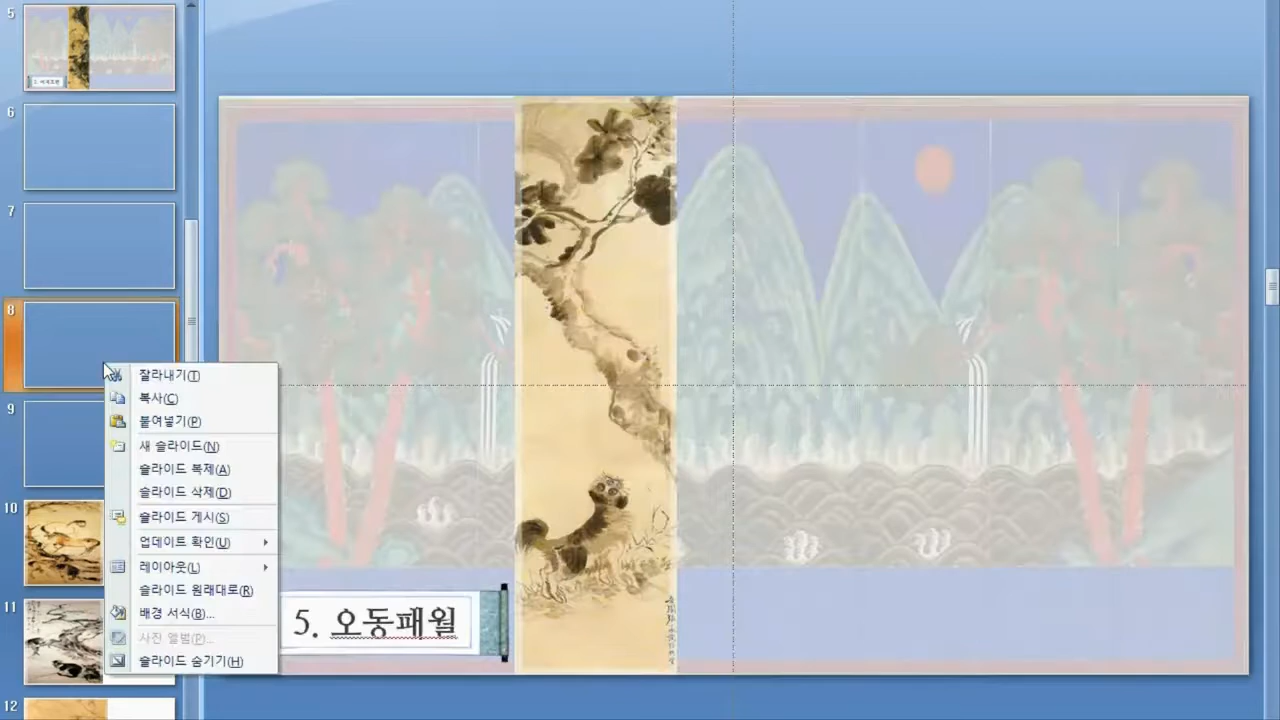 5
6
7
8
9
10
11
12
잘라내기(T)
복사(C)
붙여넣기(P)
새 슬라이드(N)
슬라이드 복제(A)
슬라이드 삭제(D)
슬라이드 게시(S)
업데이트 확인(U)
레이아웃(L)
슬라이드 원래대로(R)
배경 서식(B)...
사진 앨범(P)...
슬라이드 숨기기(H)
5. 오동패월